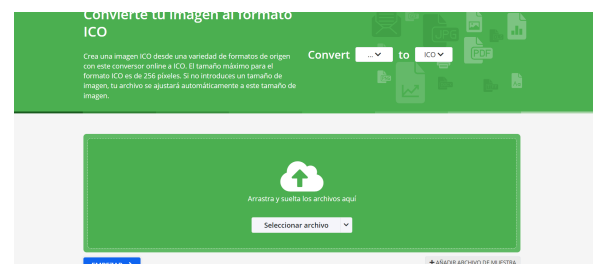 Convierte tu imagen al formato
ICO
Crea una imagen ICO desde una variedad de formatos de origen
con este conversor online a ICO. El tamaño máximo para el
formato ICO es de 256 píxeles. Si no introduces un tamaño de
imagen, tu archivo se ajustará automáticamente a este tamaño de
imagen.
Convert ... to ICO
JPG
PDF
Arrastra y suelta los archivos aquí
Seleccionar archivo
EMPEZAR
+ AÑADIR ARCHIVO DE MUESTRA